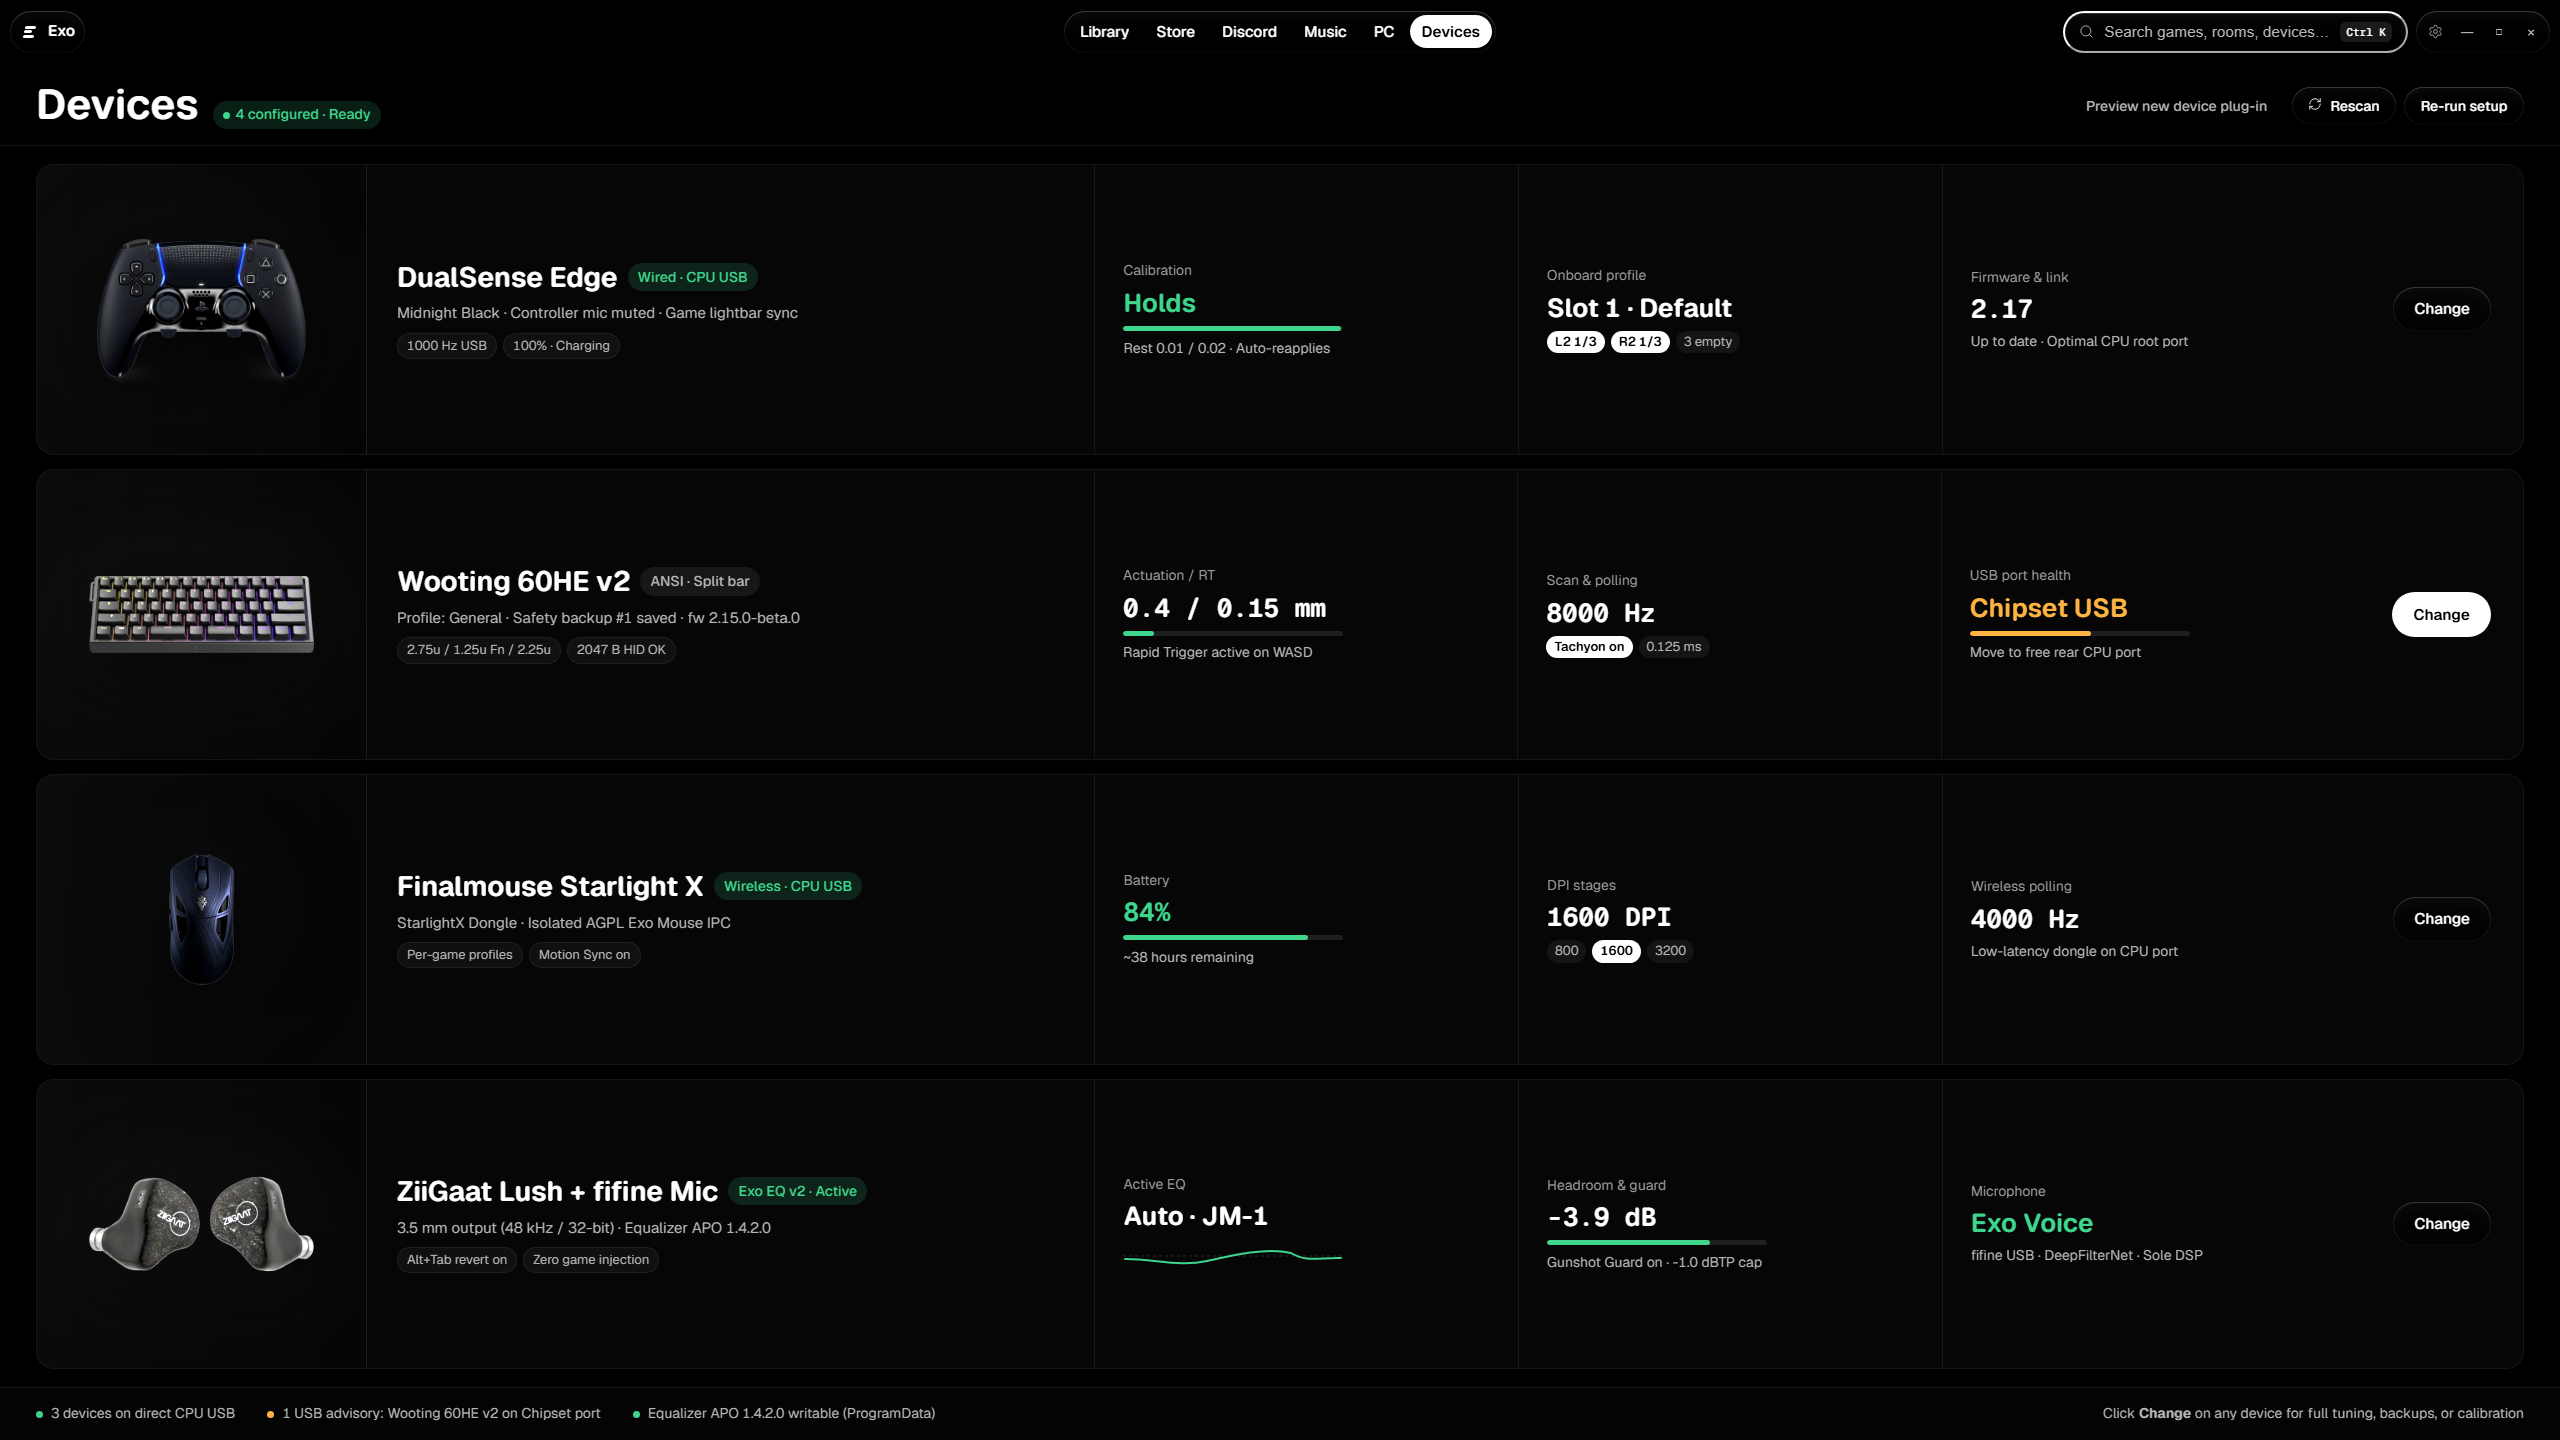 Exo
Library Store Discord Music PC Devices
Search games, rooms, devices... Ctrl K
Devices
4 configured · Ready
Preview new device plug-in
Rescan
Re-run setup
DualSense Edge
Wired · CPU USB
Midnight Black · Controller mic muted · Game lightbar sync
1000 Hz USB
100% · Charging
Calibration
Holds
Rest 0.01 / 0.02 · Auto-reapplies
Onboard profile
Slot 1 · Default
L2 1/3 R2 1/3 3 empty
Firmware & link
2.17
Up to date · Optimal CPU root port
Change
Wooting 60HE v2
ANSI · Split bar
Profile: General · Safety backup #1 saved · fw 2.15.0-beta.0
2.75u / 1.25u Fn / 2.25u
2047 B HID OK
Actuation / RT
0.4 / 0.15 mm
Rapid Trigger active on WASD
Scan & polling
8000 Hz
Tachyon on 0.125 ms
USB port health
Chipset USB
Move to free rear CPU port
Change
Finalmouse Starlight X
Wireless · CPU USB
StarlightX Dongle · Isolated AGPL Exo Mouse IPC
Per-game profiles
Motion Sync on
Battery
84%
~38 hours remaining
DPI stages
1600 DPI
800 1600 3200
Wireless polling
4000 Hz
Low-latency dongle on CPU port
Change
ZIIGAAT ZIIGAAT
ZiiGaat Lush + fifine Mic
Exo EQ v2 · Active
3.5 mm output (48 kHz / 32-bit) · Equalizer APO 1.4.2.0
Alt+Tab revert on
Zero game injection
Active EQ
Auto · JM-1
Headroom & guard
-3.9 dB
Gunshot Guard on · -1.0 dBTP cap
Microphone
Exo Voice
fifine USB · DeepFilterNet · Sole DSP
Change
3 devices on direct CPU USB
1 USB advisory: Wooting 60HE v2 on Chipset port
Equalizer APO 1.4.2.0 writable (ProgramData)
Click Change on any device for full tuning, backups, or calibration